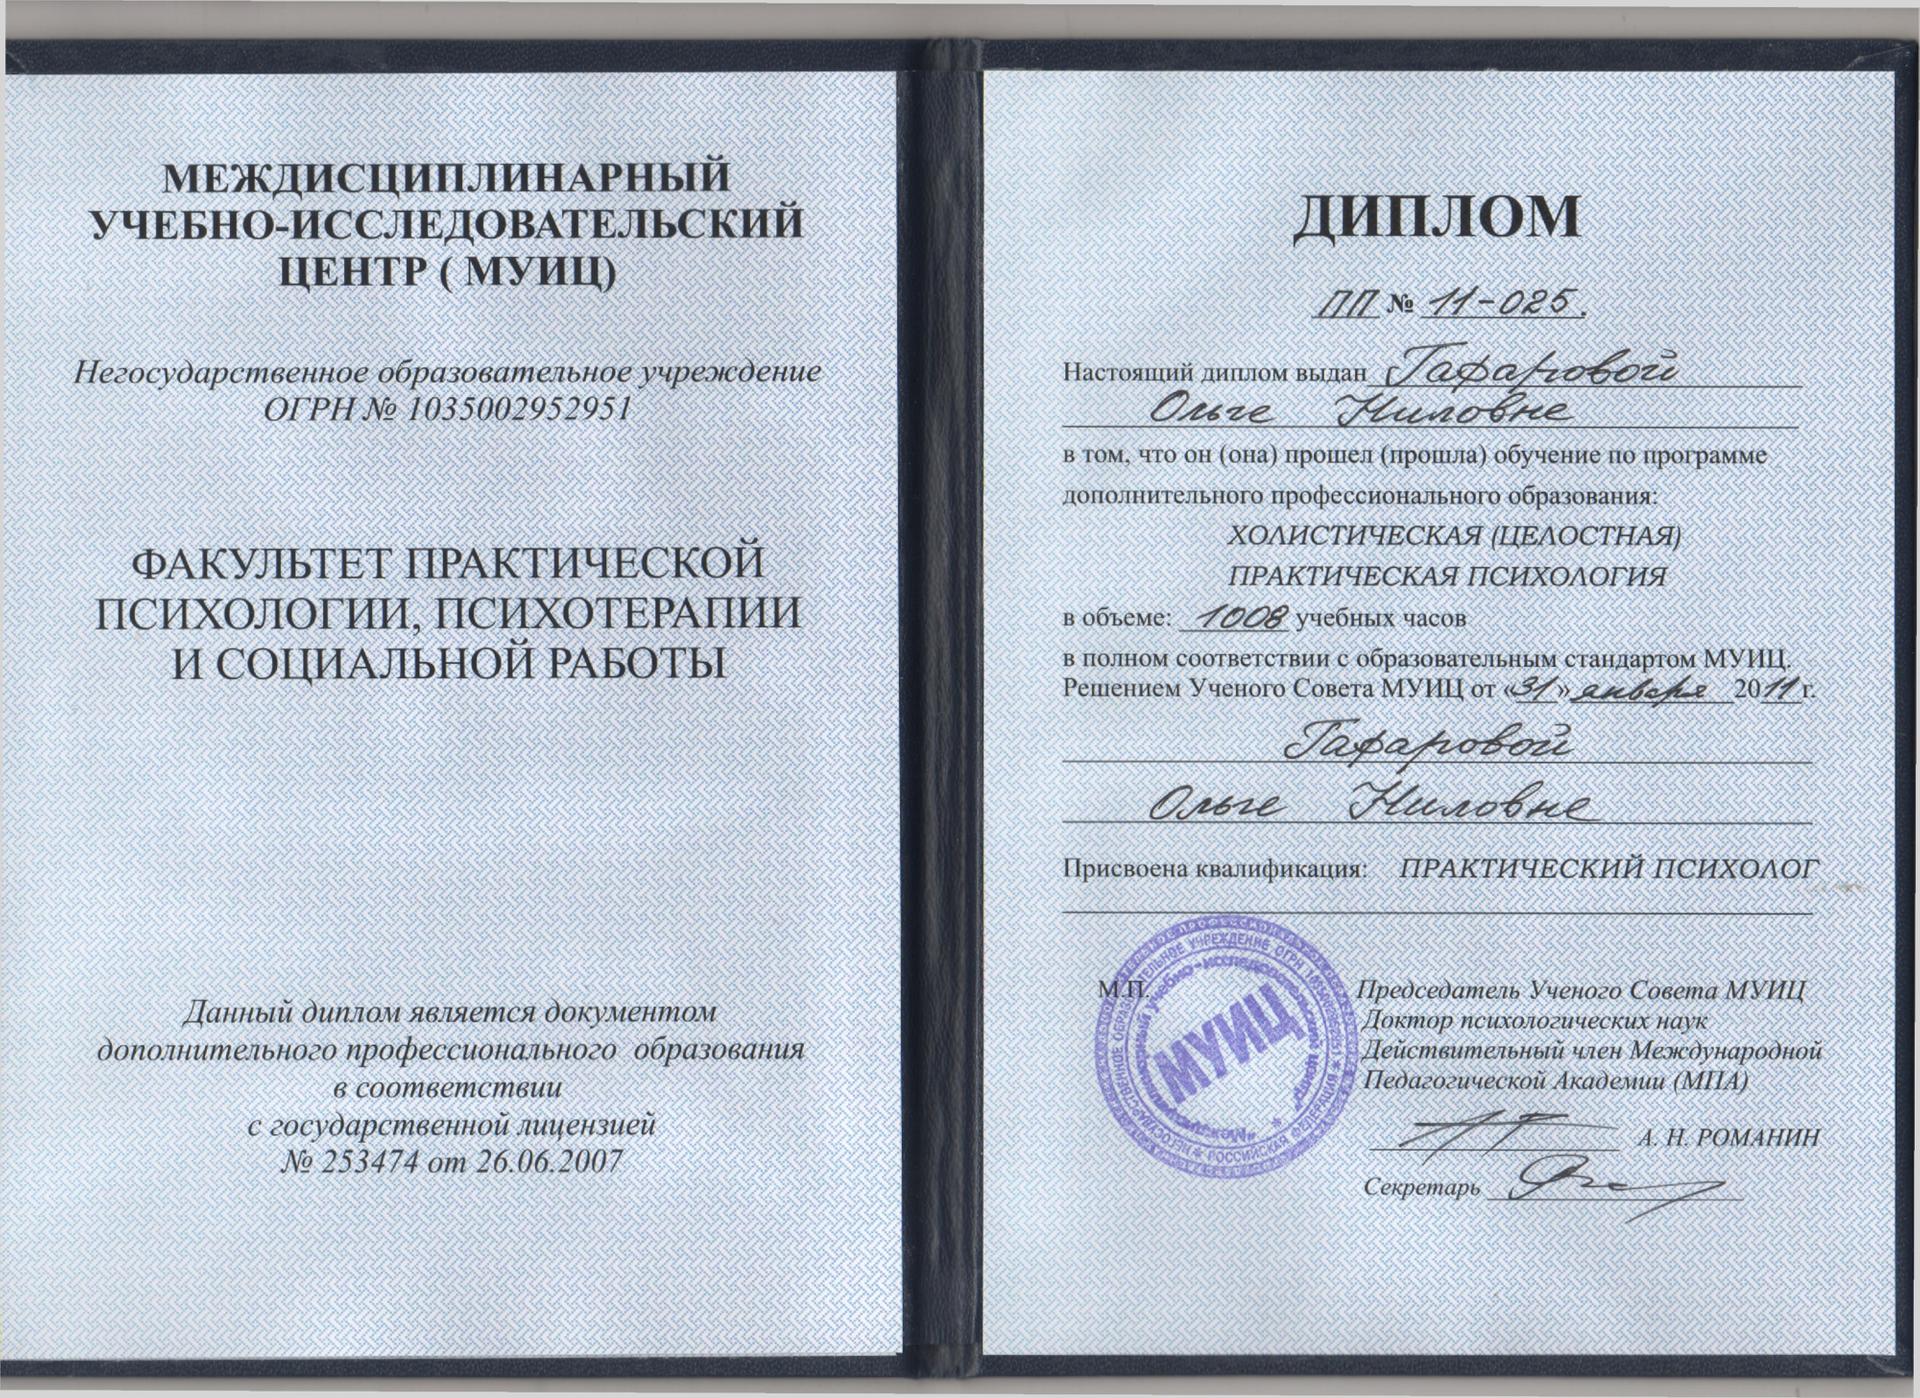 МЕЖДИСЦИПЛИНАРНЫЙ
УЧЕБНО-ИССЛЕДОВАТЕЛЬСКИЙ
ЦЕНТР ( МУИЦ)
Негосударственное образовательное учреждение
ОГРН № 1035002952951
ФАКУЛЬТЕТ ПРАКТИЧЕСКОЙ
ПСИХОЛОГИИ, ПСИХОТЕРАПИИ
И СОЦИАЛЬНОЙ РАБОТЫ
Данный диплом является документом
дополнительного профессионального образования
в соответствии
с государственной лицензией
№ 253474 от 26.06.2007
ДИПЛОМ
ПП № 11-025.
Настоящий диплом выдан Гафаровой
Ольге Ниловне
в том, что он (она) прошел (прошла) обучение по программе
дополнительного профессионального образования:
ХОЛИСТИЧЕСКАЯ (ЦЕЛОСТНАЯ)
ПРАКТИЧЕСКАЯ ПСИХОЛОГИЯ
в объеме: 1008 учебных часов
в полном соответствии с образовательным стандартом МУИЦ.
Решением Ученого Совета МУИЦ от «31» января 2011 г.
Гафаровой
Ольге Ниловне
Присвоена квалификация: ПРАКТИЧЕСКИЙ ПСИХОЛОГ
М.П.
МУИЦ
Председатель Ученого Совета МУИЦ
Доктор психологических наук
Действительный член Международной
Педагогической Академии (МПА)
А. Н. РОМАНИН
Секретарь